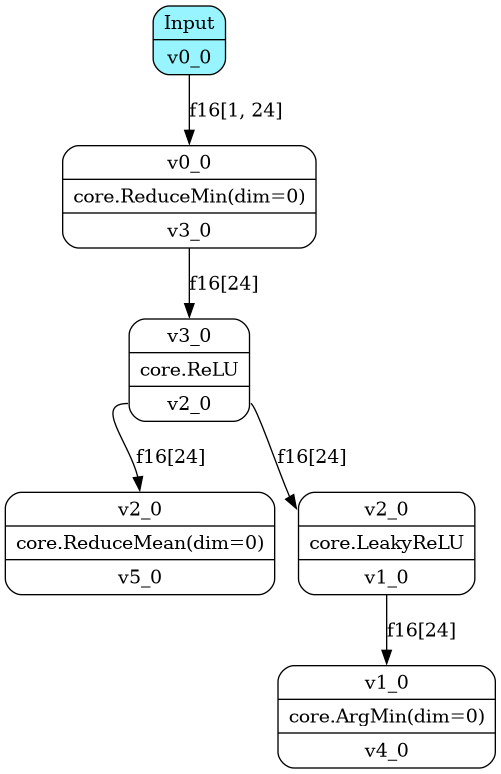 Input
v0_0
f16[1, 24]
v0_0
core.ReduceMin(dim=0)
v3_0
f16[24]
v3_0
core.ReLU
v2_0
f16[24]
f16[24]
v2_0
core.ReduceMean(dim=0)
v5_0
v2_0
core.LeakyReLU
v1_0
f16[24]
v1_0
core.ArgMin(dim=0)
v4_0